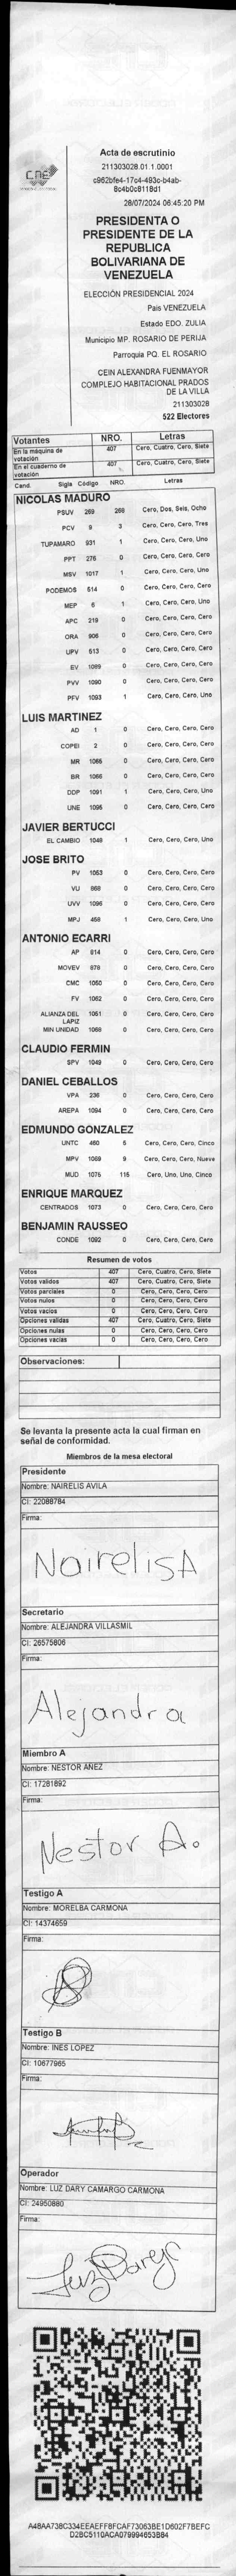 CNE
Acta de escrutinio
211303028.01.1.0001
c962bfe4-17c4-493c-b4ab-
8c4b0c8118d1
28/07/2024 06:45:20 PM
PRESIDENTA O
PRESIDENTE DE LA
REPUBLICA
BOLIVARIANA DE
VENEZUELA
ELECCIÓN PRESIDENCIAL 2024
Pais VENEZUELA
Estado EDO. ZULIA
Municipio MP. ROSARIO DE PERIJA
Parroquia PQ. EL ROSARIO
CEIN ALEXANDRA FUENMAYOR
COMPLEJO HABITACIONAL PRADOS
DE LA VILLA
211303028
522 Electores
Votantes NRO. Letras
En la máquina de votación 407 Cero, Cuatro, Cero, Siete
En el cuaderno de votación 407 Cero, Cuatro, Cero, Siete
Cand. Sigla Código NRO. Letras
NICOLAS MADURO
PSUV 269 268 Cero, Dos, Seis, Ocho
PCV 9 3 Cero, Cero, Cero, Tres
TUPAMARO 931 1 Cero, Cero, Cero, Uno
PPT 276 0 Cero, Cero, Cero, Cero
MSV 1017 1 Cero, Cero, Cero, Uno
PODEMOS 514 0 Cero, Cero, Cero, Cero
MEP 6 1 Cero, Cero, Cero, Uno
APC 219 0 Cero, Cero, Cero, Cero
ORA 906 0 Cero, Cero, Cero, Cero
UPV 613 0 Cero, Cero, Cero, Cero
EV 1089 0 Cero, Cero, Cero, Cero
PVV 1090 0 Cero, Cero, Cero, Cero
PFV 1093 1 Cero, Cero, Cero, Uno
LUIS MARTINEZ
AD 1 0 Cero, Cero, Cero, Cero
COPEI 2 0 Cero, Cero, Cero, Cero
MR 1065 0 Cero, Cero, Cero, Cero
BR 1066 0 Cero, Cero, Cero, Cero
DDP 1091 1 Cero, Cero, Cero, Uno
UNE 1095 0 Cero, Cero, Cero, Cero
JAVIER BERTUCCI
EL CAMBIO 1048 1 Cero, Cero, Cero, Uno
JOSE BRITO
PV 1053 0 Cero, Cero, Cero, Cero
VU 868 0 Cero, Cero, Cero, Cero
UVV 1096 0 Cero, Cero, Cero, Cero
MPJ 458 1 Cero, Cero, Cero, Uno
ANTONIO ECARRI
AP 814 0 Cero, Cero, Cero, Cero
MOVEV 878 0 Cero, Cero, Cero, Cero
CMC 1050 0 Cero, Cero, Cero, Cero
FV 1062 0 Cero, Cero, Cero, Cero
ALIANZA DEL LAPIZ 1051 0 Cero, Cero, Cero, Cero
MIN UNIDAD 1068 0 Cero, Cero, Cero, Cero
CLAUDIO FERMIN
SPV 1049 0 Cero, Cero, Cero, Cero
DANIEL CEBALLOS
VPA 236 0 Cero, Cero, Cero, Cero
AREPA 1094 0 Cero, Cero, Cero, Cero
EDMUNDO GONZALEZ
UNTC 460 5 Cero, Cero, Cero, Cinco
MPV 1069 9 Cero, Cero, Cero, Nueve
MUD 1075 115 Cero, Uno, Uno, Cinco
ENRIQUE MARQUEZ
CENTRADOS 1073 0 Cero, Cero, Cero, Cero
BENJAMIN RAUSSEO
CONDE 1092 0 Cero, Cero, Cero, Cero
Resumen de votos
Votos 407 Cero, Cuatro, Cero, Siete
Votos validos 407 Cero, Cuatro, Cero, Siete
Votos parciales 0 Cero, Cero, Cero, Cero
Votos nulos 0 Cero, Cero, Cero, Cero
Votos vacios 0 Cero, Cero, Cero, Cero
Opciones validas 407 Cero, Cuatro, Cero, Siete
Opciones nulas 0 Cero, Cero, Cero, Cero
Opciones vacias 0 Cero, Cero, Cero, Cero
Observaciones:
Se levanta la presente acta la cual firman en
señal de conformidad.
Miembros de la mesa electoral
Presidente
Nombre: NAIRELIS AVILA
CI: 22088784
Firma:
NairelisA
Secretario
Nombre: ALEJANDRA VILLASMIL
CI: 26575806
Firma:
Alejandra
Miembro A
Nombre: NESTOR AÑEZ
CI: 17281892
Firma:
Nestor A.
Testigo A
Nombre: MORELBA CARMONA
CI: 14374659
Firma:
Testigo B
Nombre: INES LOPEZ
CI: 10677965
Firma:
Operador
Nombre: LUZ DARY CAMARGO CARMONA
CI: 24950880
Firma:
Luz Darys
A48AA738C334EEAEFF8FCAF73063BE1D602F7BEFC
D2BC5110ACA079994653B84